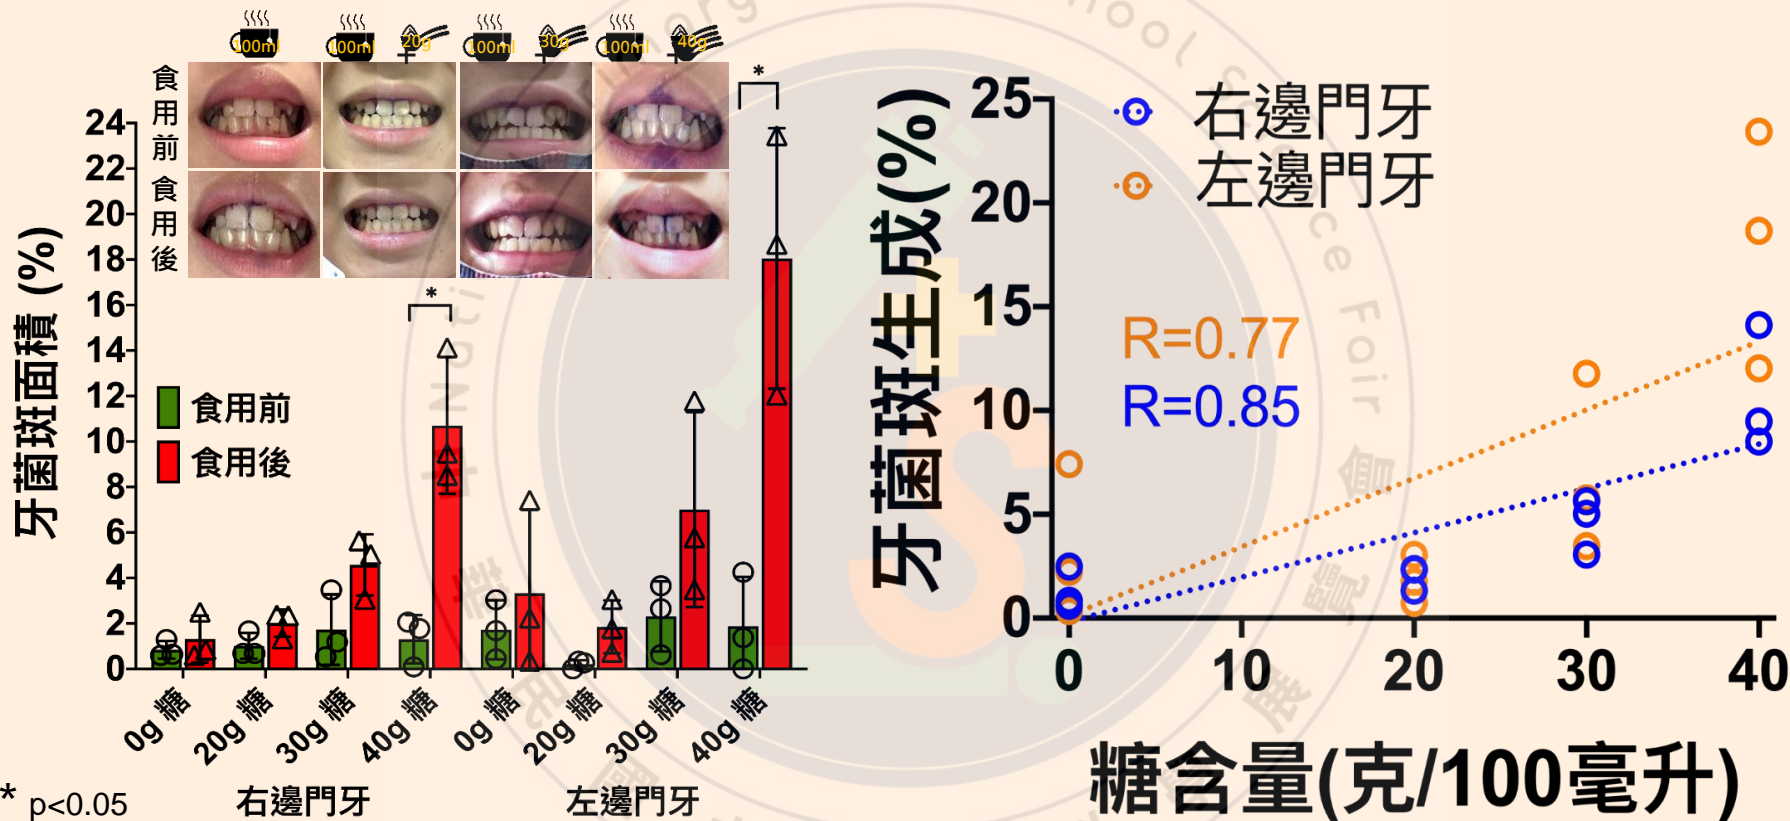 100ml
100ml 20g
100ml 30g
100ml 40g
食用前
食用後
*
*
牙菌斑面積 (%)
24
22
20
18
16
14
12
10
8
6
4
2
0
食用前
食用後
0g 糖
20g 糖
30g 糖
40g 糖
0g 糖
20g 糖
30g 糖
40g 糖
右邊門牙
左邊門牙
* p<0.05
牙菌斑生成(%)
25
20
15
10
5
0
右邊門牙
左邊門牙
R=0.77
R=0.85
0 10 20 30 40
糖含量(克/100毫升)